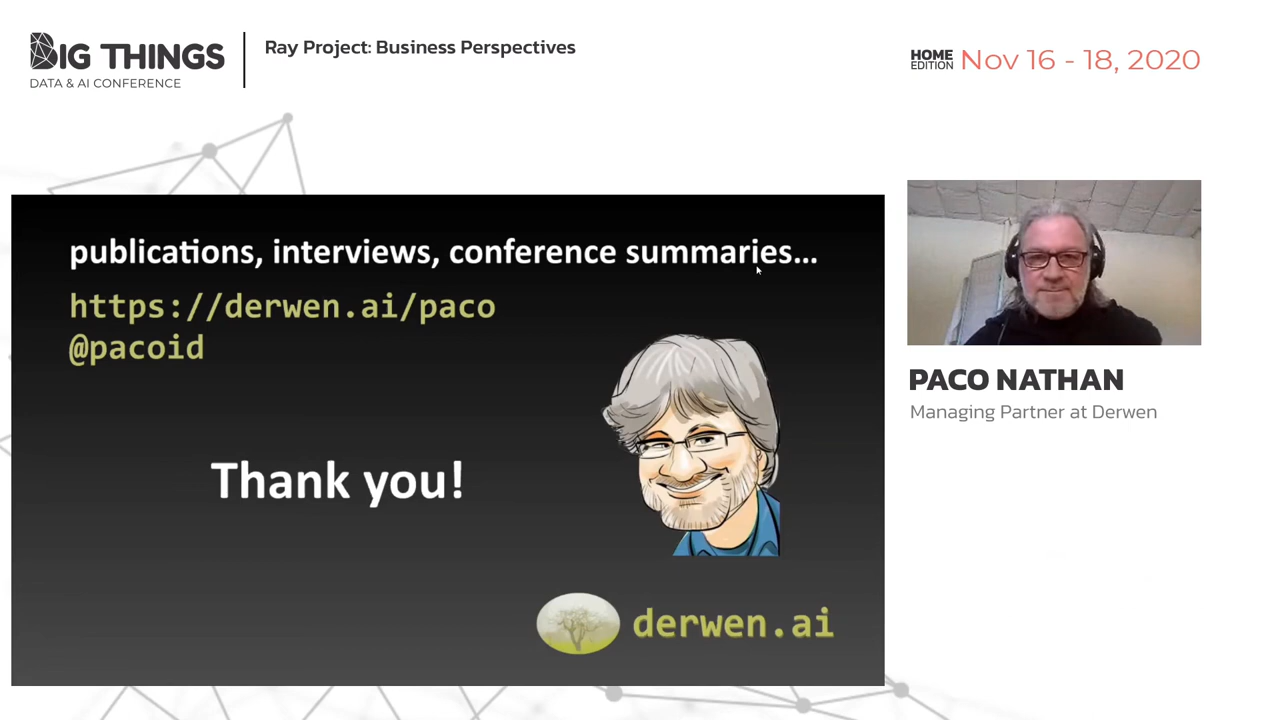 BIG THINGS
DATA & AI CONFERENCE
Ray Project: Business Perspectives
HOME
EDITION
Nov 16 - 18, 2020
publications, interviews, conference summaries...
https://derwen.ai/paco
@pacoid
Thank you!
derwen.ai
PACO NATHAN
Managing Partner at Derwen